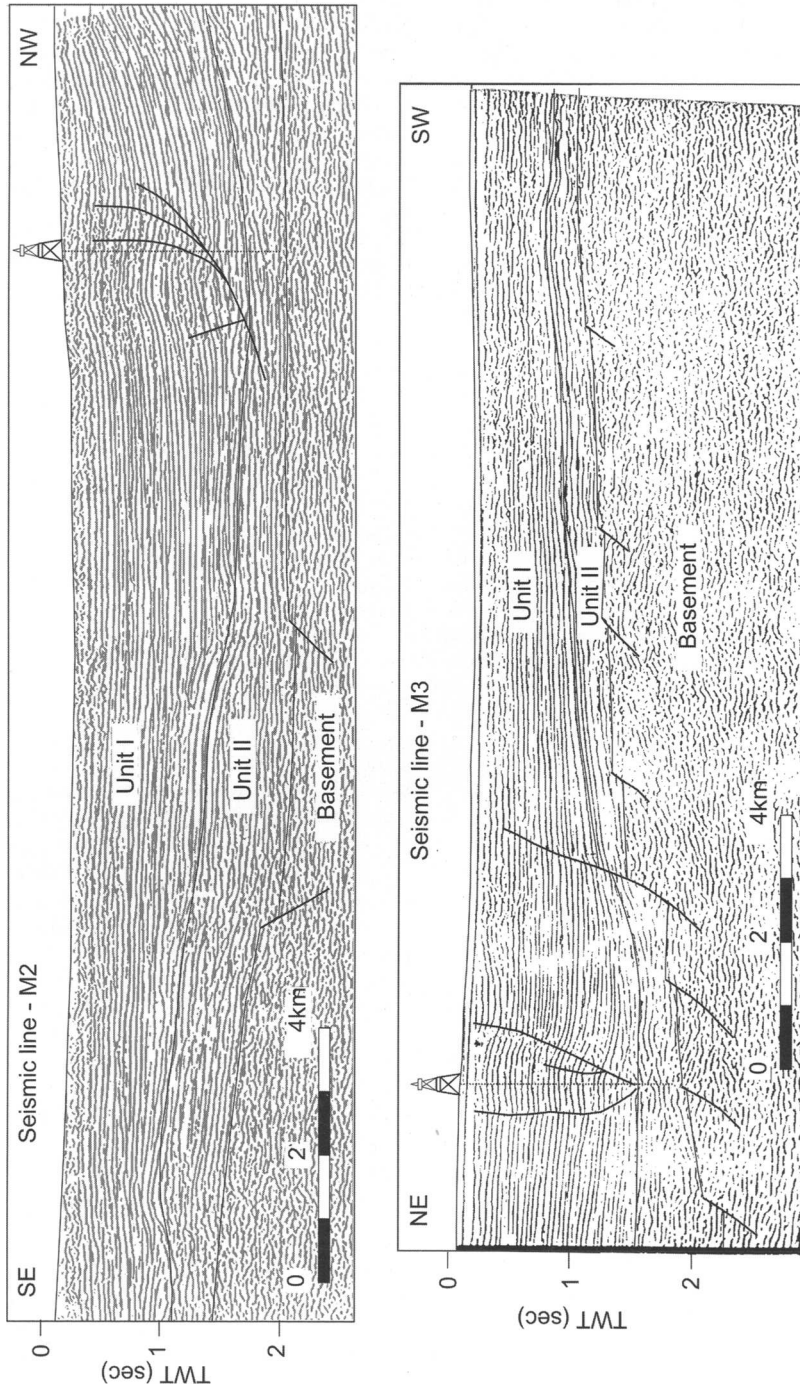 Seismic line - M2
SE
NW
0
1
2
TWT (sec)
Unit I
Unit II
Basement
0
2
4km
Seismic line - M3
NE
SW
0
1
2
TWT (sec)
Unit I
Unit II
Basement
0
2
4km